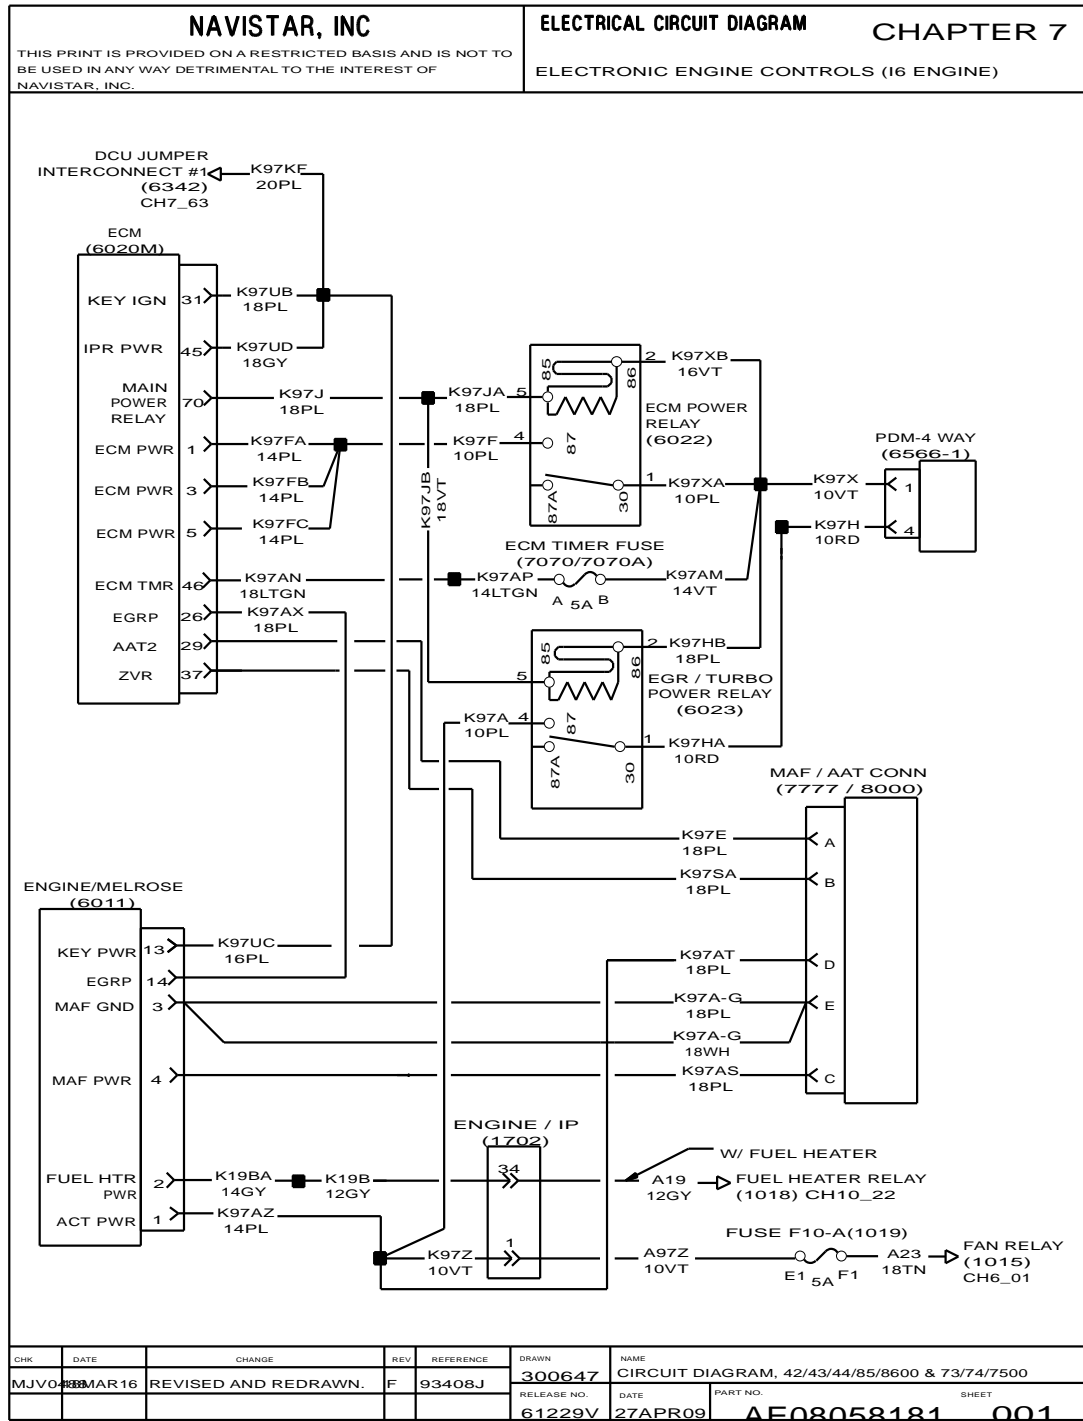 NAVISTAR, INC
THIS PRINT IS PROVIDED ON A RESTRICTED BASIS AND IS NOT TO
BE USED IN ANY WAY DETRIMENTAL TO THE INTEREST OF
NAVISTAR, INC.
ELECTRICAL CIRCUIT DIAGRAM
CHAPTER 7
ELECTRONIC ENGINE CONTROLS (I6 ENGINE)
DCU JUMPER
INTERCONNECT #1
(6342)
CH7_63
K97KF
20PL
ECM
(6020M)
KEY IGN 31 K97UB
18PL
IPR PWR 45 K97UD
18GY
MAIN
POWER
RELAY
70 K97J
18PL
K97JA 5
18PL
ECM PWR 1 K97FA
14PL
K97F 4
10PL
ECM PWR 3 K97FB
14PL
ECM PWR 5 K97FC
14PL
ECM TMR 46 K97AN
18LTGN
EGRP 26 K97AX
18PL
AAT2 29
ZVR 37
K97JB
18VT
85
86
87
87A
30
2 K97XB
16VT
ECM POWER
RELAY
(6022)
1 K97XA
10PL
PDM-4 WAY
(6566-1)
K97X 1
10VT
K97H 4
10RD
ECM TIMER FUSE
(7070/7070A)
K97AP
14LTGN
A 5A B
K97AM
14VT
85
86
87
87A
30
2 K97HB
18PL
5
EGR / TURBO
POWER RELAY
(6023)
K97A 4
10PL
1 K97HA
10RD
MAF / AAT CONN
(7777 / 8000)
K97E A
18PL
K97SA B
18PL
K97AT D
18PL
K97A-G E
18PL
K97A-G
18WH
K97AS C
18PL
ENGINE/MELROSE
(6011)
KEY PWR 13 K97UC
16PL
EGRP 14
MAF GND 3
MAF PWR 4
FUEL HTR
PWR
2 K19BA
14GY
K19B
12GY
ACT PWR 1 K97AZ
14PL
ENGINE / IP
(1702)
34
1
K97Z
10VT
W/ FUEL HEATER
A19
12GY
FUEL HEATER RELAY
(1018) CH10_22
A97Z
10VT
FUSE F10-A(1019)
E1 5A F1
A23
18TN
FAN RELAY
(1015)
CH6_01
CHK DATE CHANGE REV REFERENCE
MAR16 REVISED AND REDRAWN. F 93408J
DRAWN
300647
NAME
CIRCUIT DIAGRAM, 42/43/44/85/8600 & 73/74/7500
RELEASE NO.
61229V
DATE
27APR09
PART NO.
AE08058181
SHEET
001